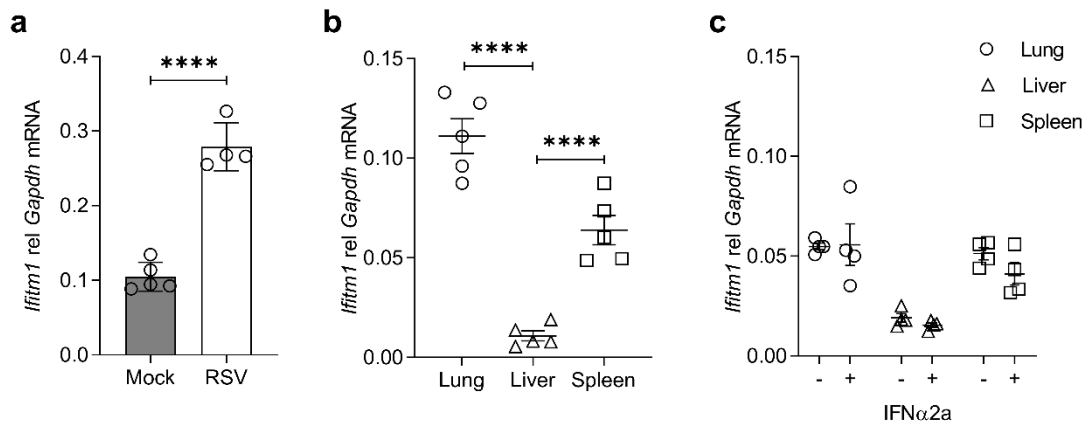 a
Ifitm1 rel Gapdh mRNA
0.4
0.3
0.2
0.1
0.0
****
Mock RSV
b
Ifitm1 rel Gapdh mRNA
0.15
0.10
0.05
0.00
****
****
Lung Liver Spleen
c
Ifitm1 rel Gapdh mRNA
0.15
0.10
0.05
0.00
Lung
Liver
Spleen
- + - + - +
IFNα2a